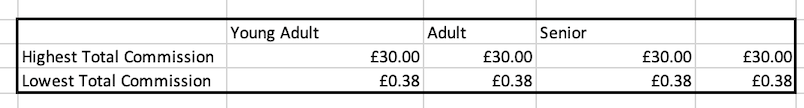 Young Adult Adult Senior
Highest Total Commission £30.00 £30.00 £30.00 £30.00
Lowest Total Commission £0.38 £0.38 £0.38 £0.38